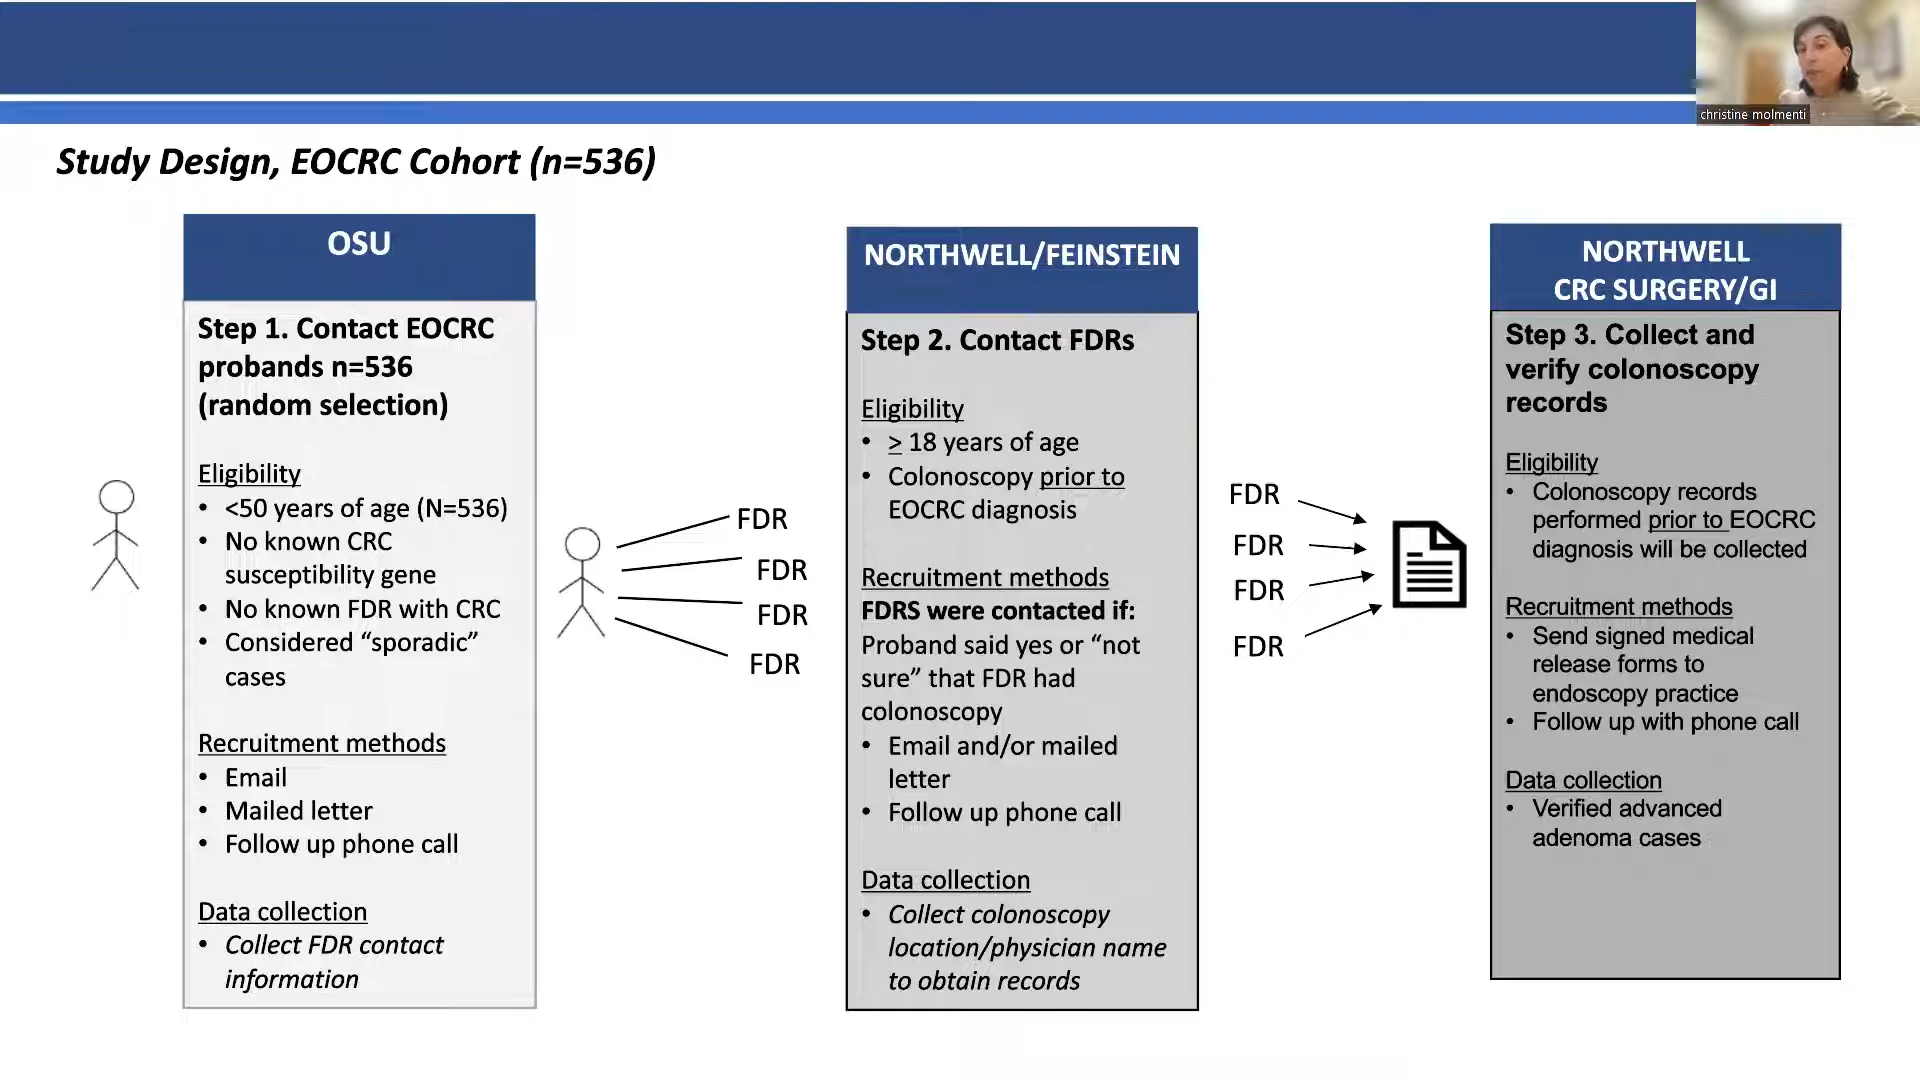 christine molmenti
Study Design, EOCRC Cohort (n=536)
OSU
Step 1. Contact EOCRC
probands n=536
(random selection)
Eligibility
• <50 years of age (N=536)
• No known CRC
susceptibility gene
• No known FDR with CRC
• Considered “sporadic”
cases
Recruitment methods
• Email
• Mailed letter
• Follow up phone call
Data collection
• Collect FDR contact
information
FDR
FDR
FDR
FDR
NORTHWELL/FEINSTEIN
Step 2. Contact FDRs
Eligibility
• ≥ 18 years of age
• Colonoscopy prior to
EOCRC diagnosis
Recruitment methods
FDRS were contacted if:
Proband said yes or “not
sure” that FDR had
colonoscopy
• Email and/or mailed
letter
• Follow up phone call
Data collection
• Collect colonoscopy
location/physician name
to obtain records
FDR
FDR
FDR
FDR
NORTHWELL
CRC SURGERY/GI
Step 3. Collect and
verify colonoscopy
records
Eligibility
• Colonoscopy records
performed prior to EOCRC
diagnosis will be collected
Recruitment methods
• Send signed medical
release forms to
endoscopy practice
• Follow up with phone call
Data collection
• Verified advanced
adenoma cases